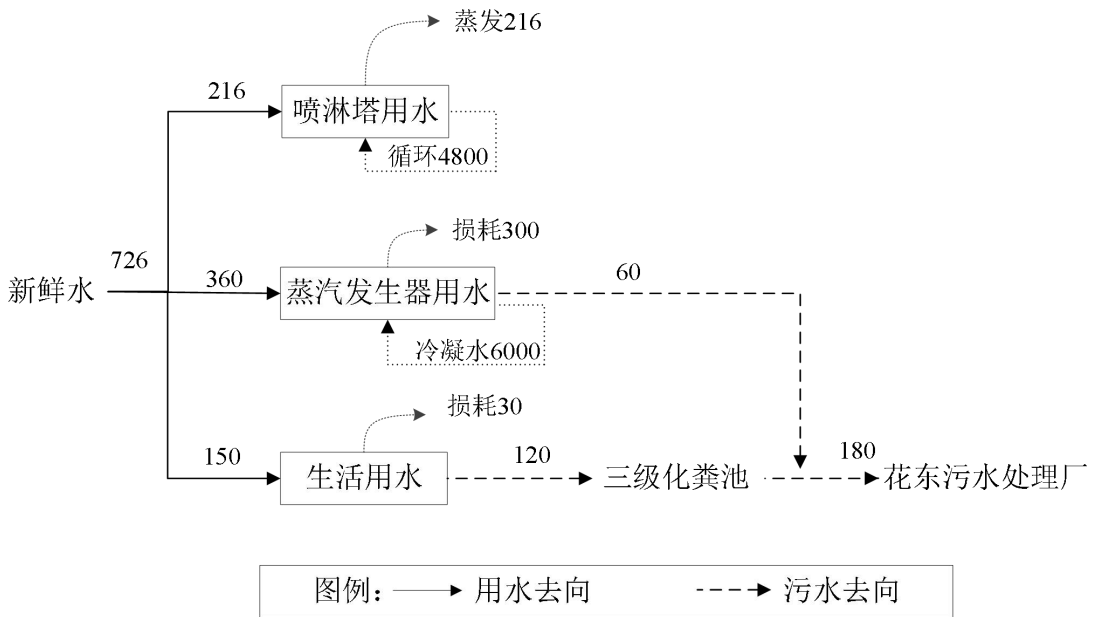 蒸发216
216
喷淋塔用水
循环4800
损耗300
726
新鲜水
360
蒸汽发生器用水
60
冷凝水6000
损耗30
150
生活用水
120
三级化粪池
180
花东污水处理厂
图例：
用水去向
污水去向